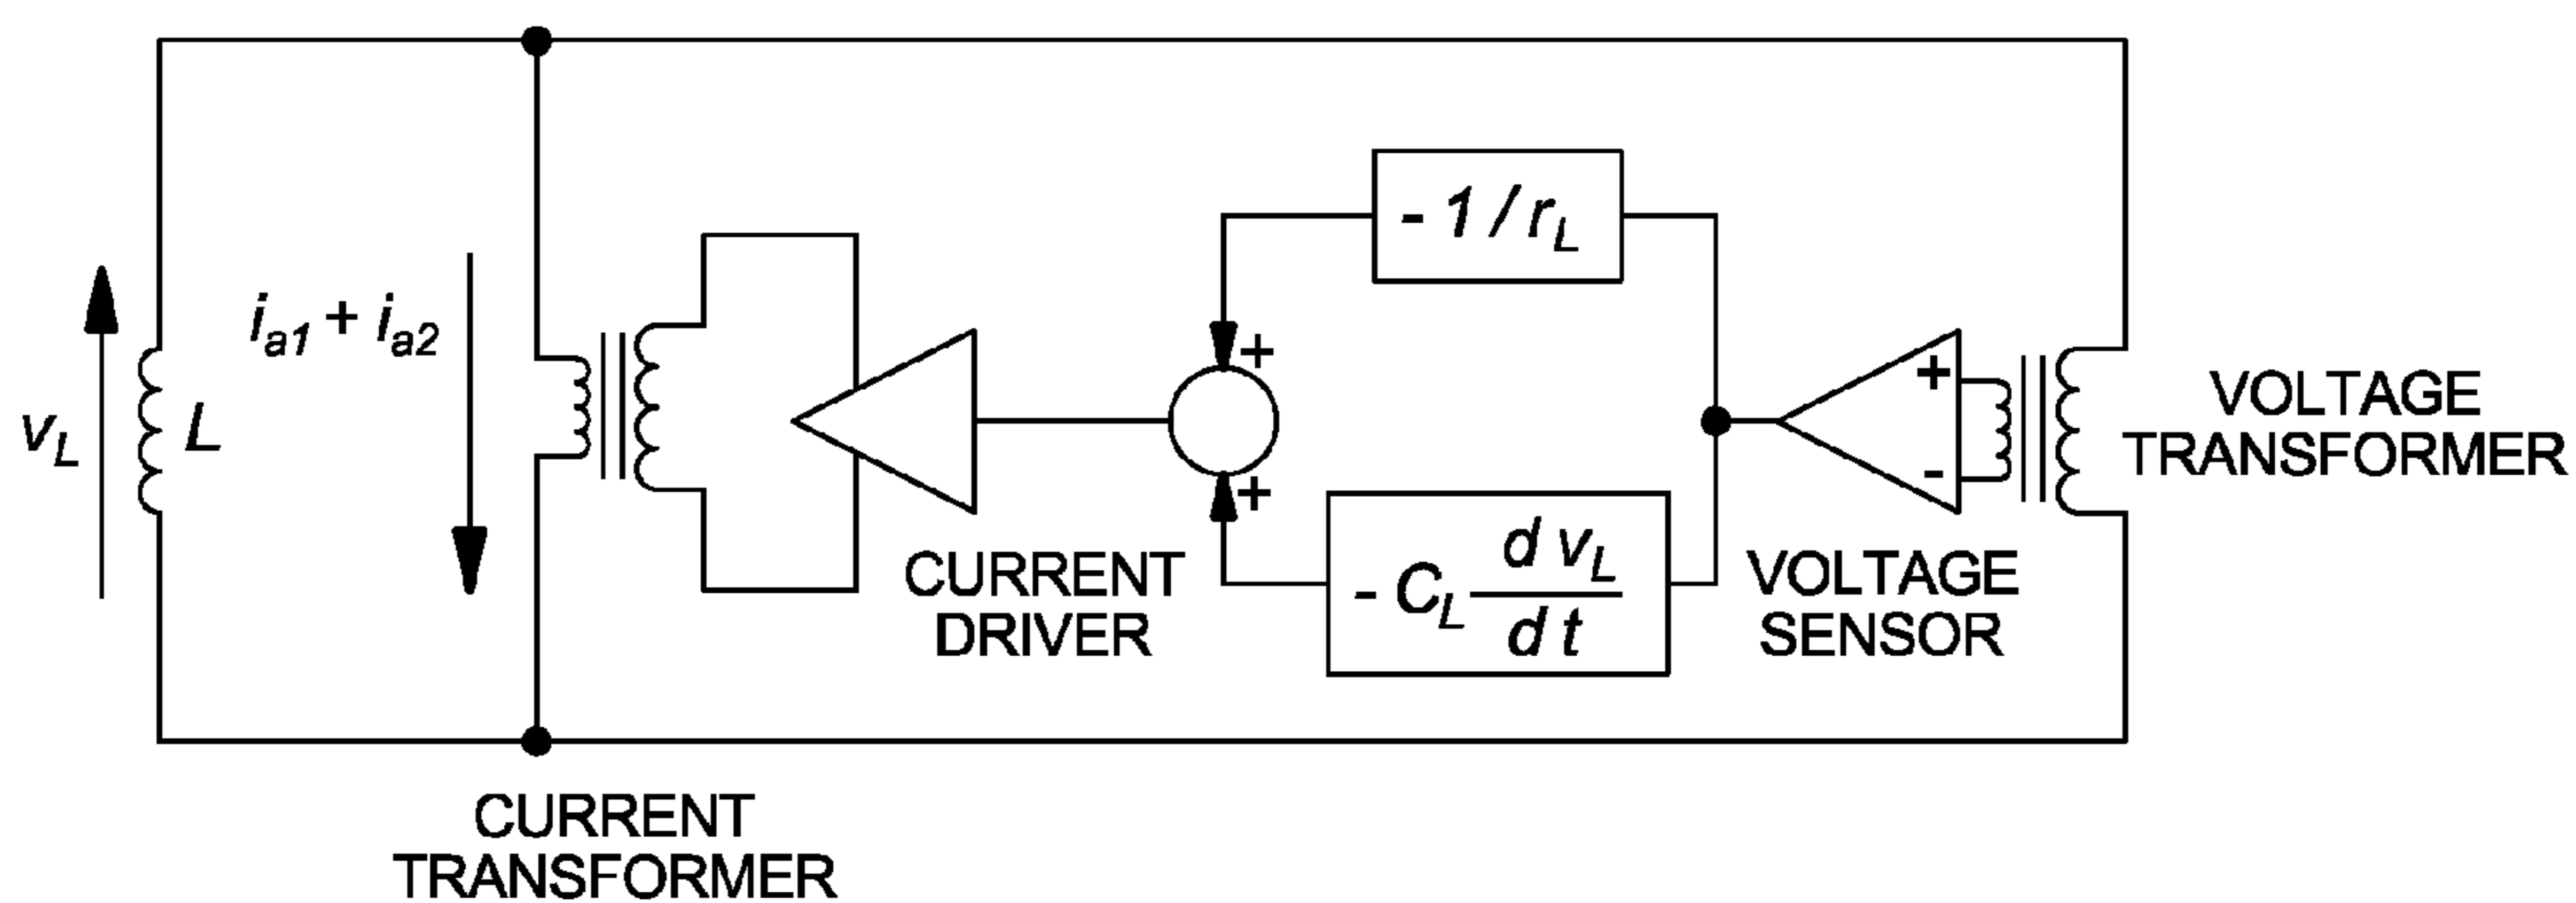 - 1 / r_L
i_a1 + i_a2
+
+
-
v_L
L
VOLTAGE
TRANSFORMER
+
- C_L d v_L / d t
CURRENT
DRIVER
VOLTAGE
SENSOR
CURRENT
TRANSFORMER